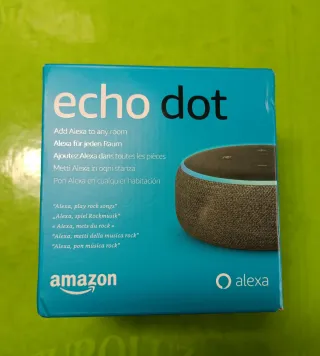 echo dot
Add Alexa to any room
Alexa für jeden Raum
Ajoutez Alexa dans toutes les pièces
Metti Alexa in ogni stanza
Pon Alexa en cualquier habitación
"Alexa, play rock songs"
„Alexa, spiel Rockmusik“
« Alexa, mets du rock »
"Alexa, metti della musica rock"
"Alexa, pon música rock"
amazon
alexa